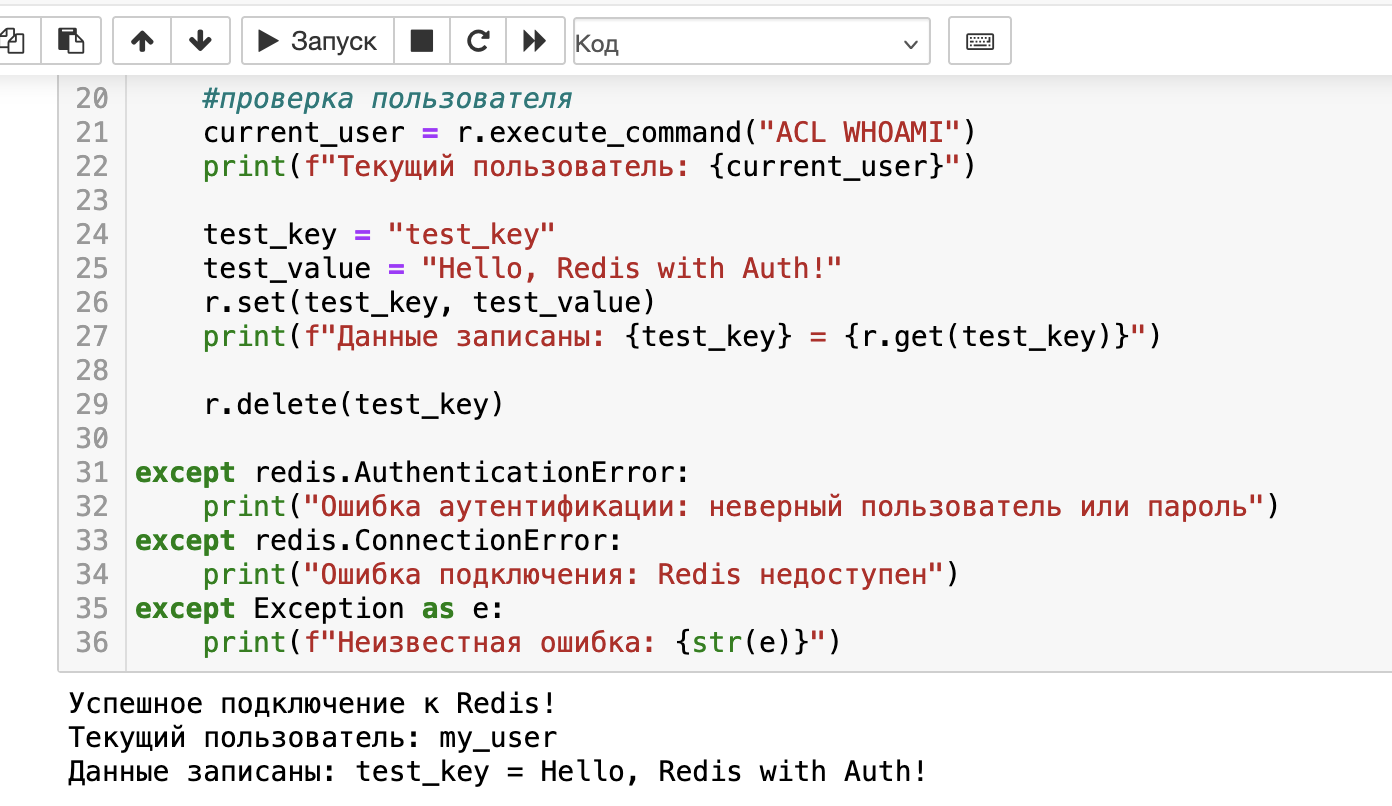 Запуск
Код
20 #проверка пользователя
21 current_user = r.execute_command("ACL WHOAMI")
22 print(f"Текущий пользователь: {current_user}")
23
24 test_key = "test_key"
25 test_value = "Hello, Redis with Auth!"
26 r.set(test_key, test_value)
27 print(f"Данные записаны: {test_key} = {r.get(test_key)}")
28
29 r.delete(test_key)
30
31 except redis.AuthenticationError:
32 print("Ошибка аутентификации: неверный пользователь или пароль")
33 except redis.ConnectionError:
34 print("Ошибка подключения: Redis недоступен")
35 except Exception as e:
36 print(f"Неизвестная ошибка: {str(e)}")
Успешное подключение к Redis!
Текущий пользователь: my_user
Данные записаны: test_key = Hello, Redis with Auth!